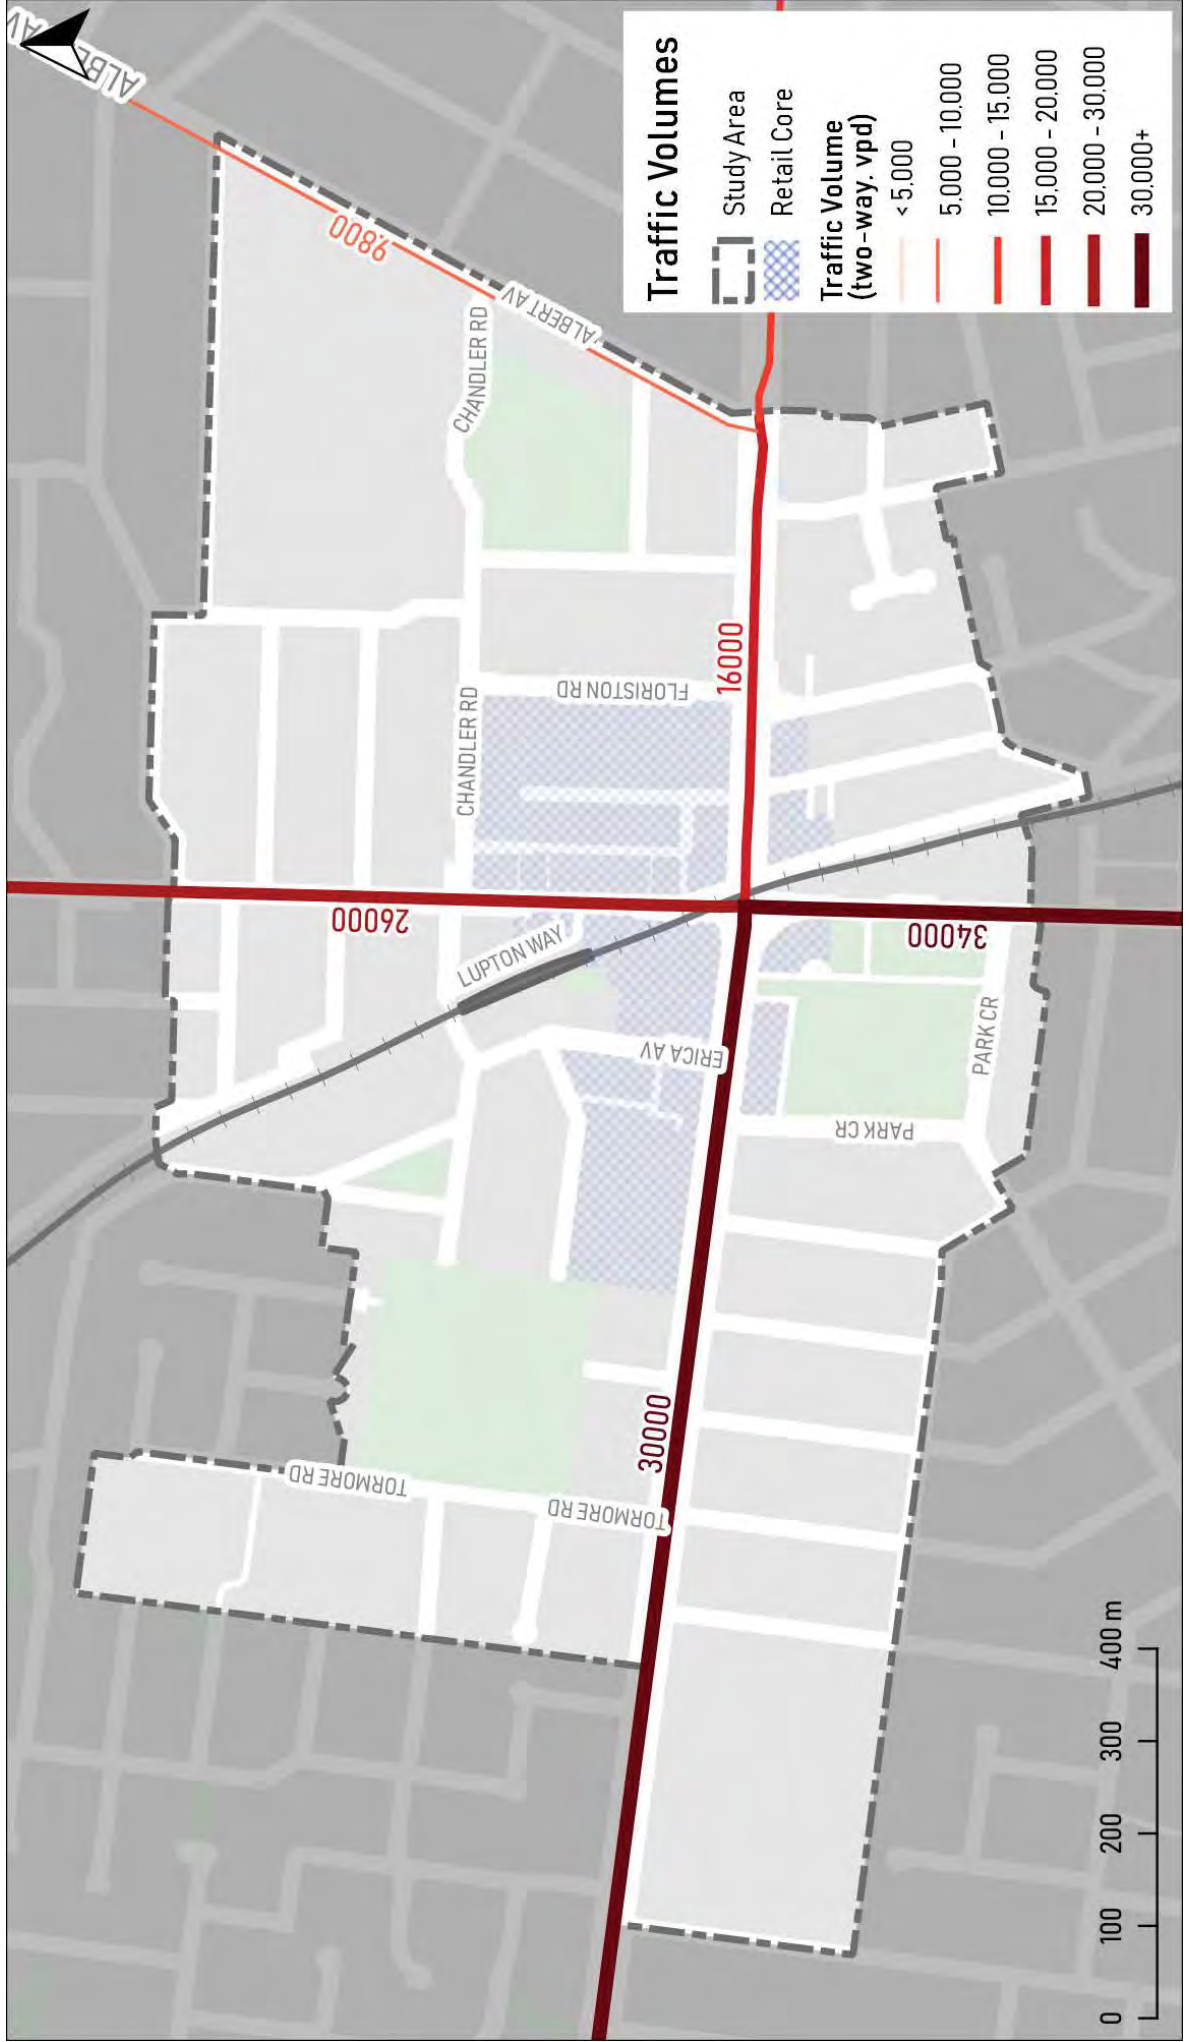 ALBERT AV
9800
ALBERT AV
CHANDLER RD
CHANDLER RD
FLORISTON RD
16000
26000
LUPTON WAY
ERICA AV
34000
PARK CR
PARK CR
30000
TORMORE RD
TORMORE RD
Traffic Volumes
Study Area
Retail Core
Traffic Volume
(two-way, vpd)
< 5,000
5,000 - 10,000
10,000 - 15,000
15,000 - 20,000
20,000 - 30,000
30,000+
0 100 200 300 400 m